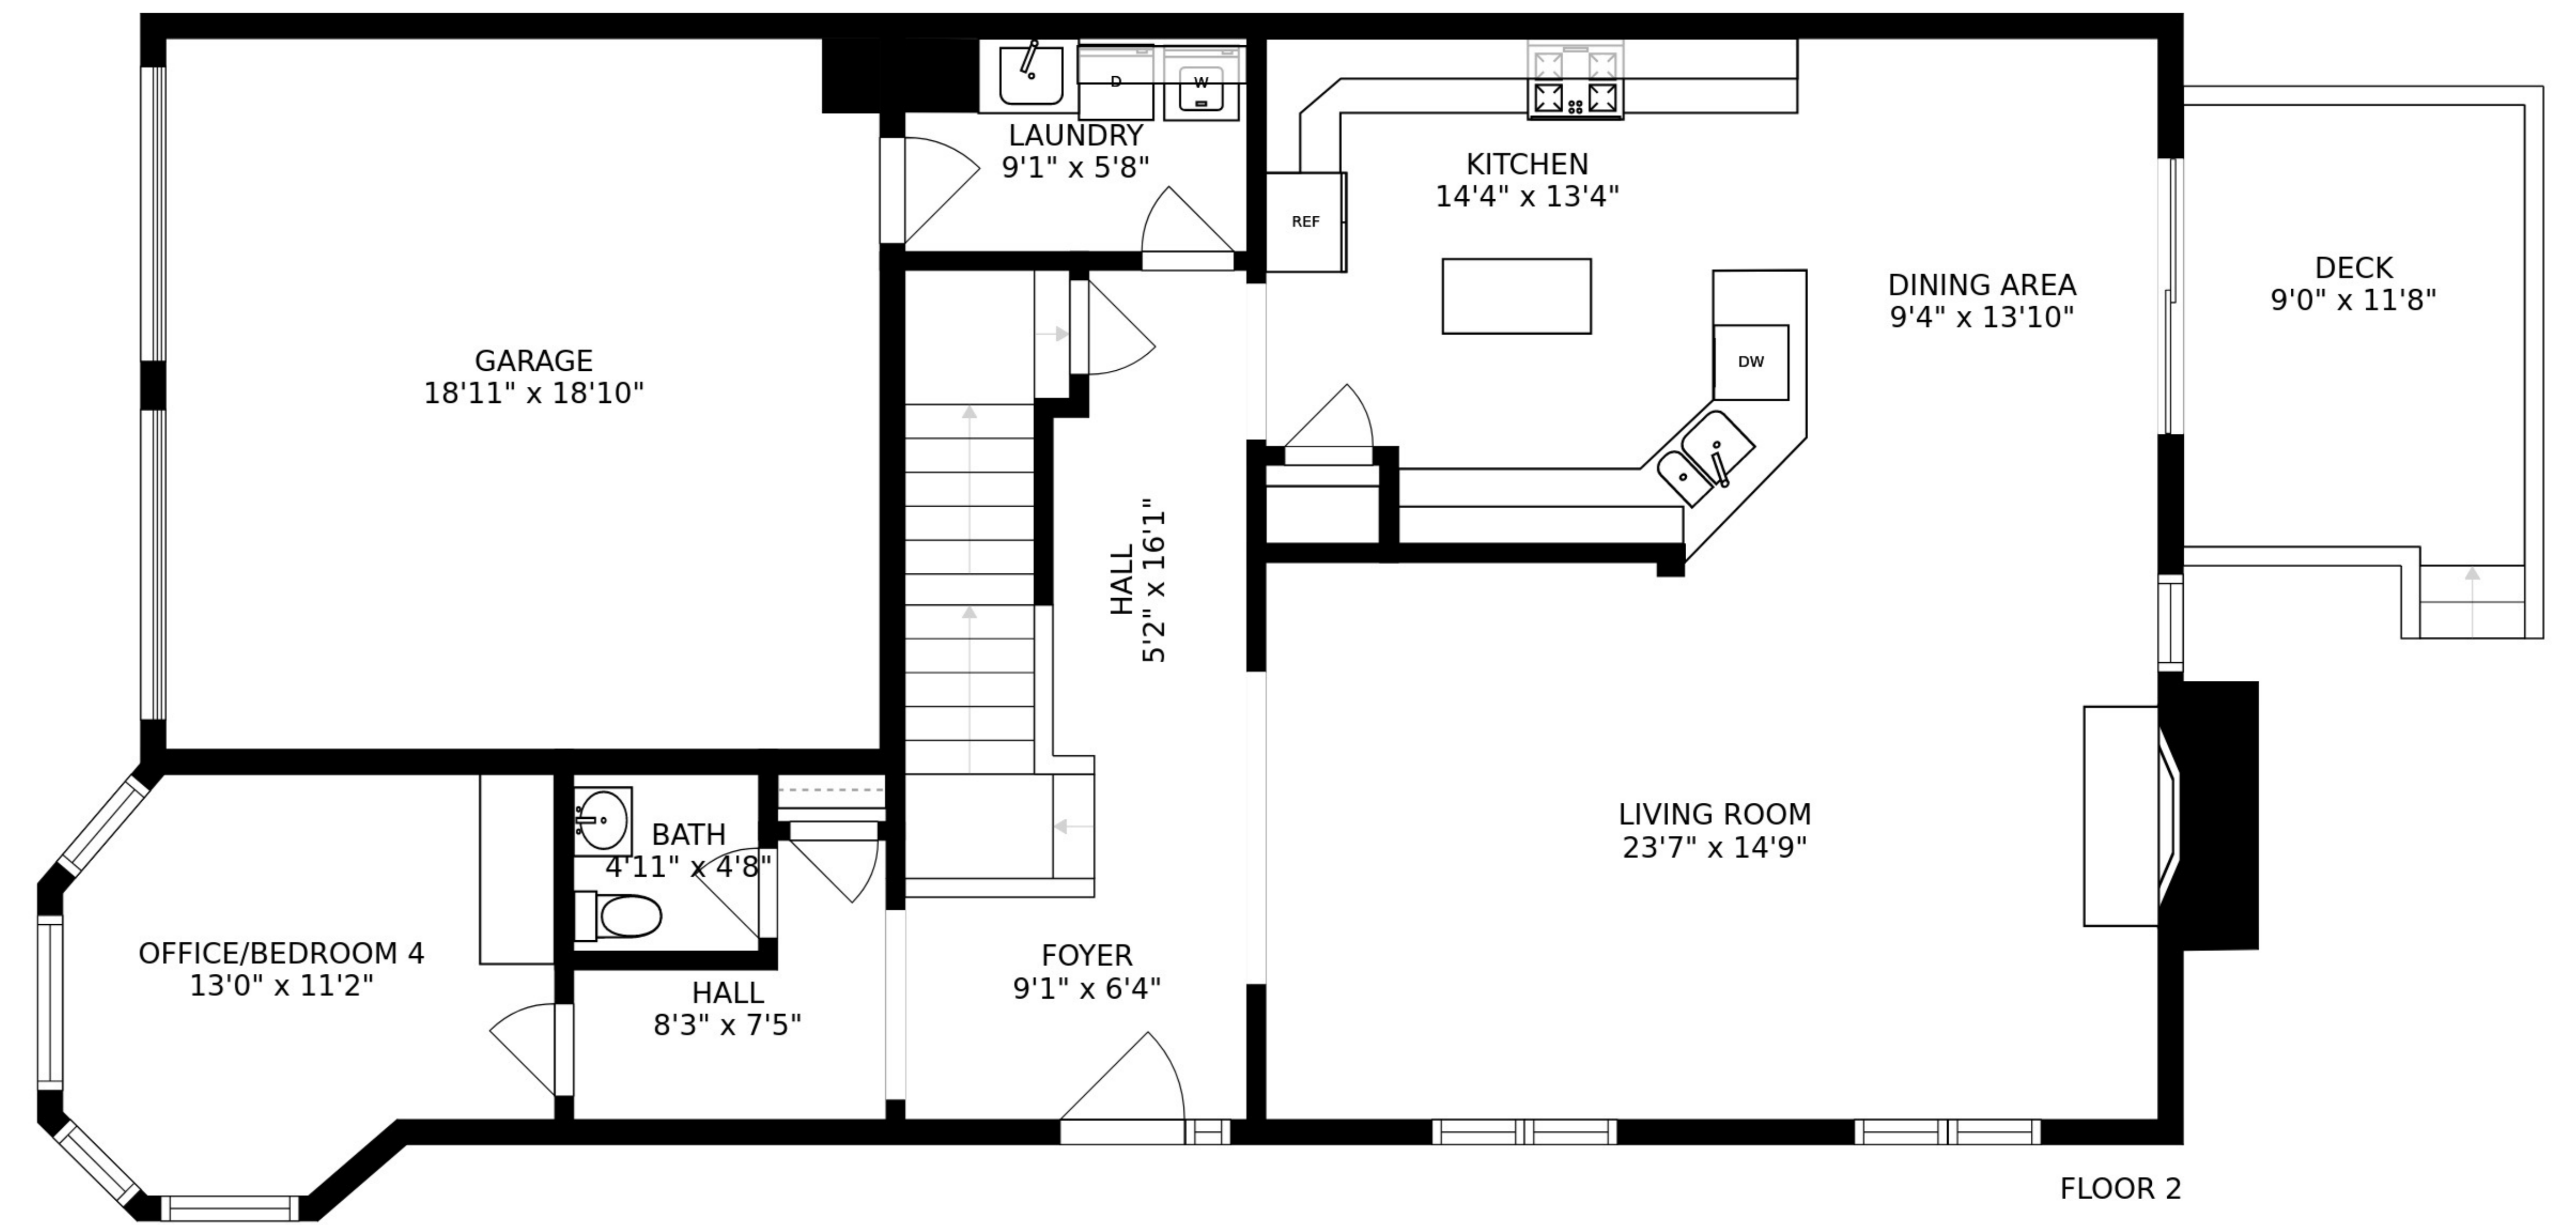 D
W
LAUNDRY
9'1" x 5'8"
KITCHEN
14'4" x 13'4"
REF
DINING AREA
9'4" x 13'10"
DECK
9'0" x 11'8"
GARAGE
18'11" x 18'10"
DW
HALL
5'2" x 16'1"
LIVING ROOM
23'7" x 14'9"
BATH
4'11" x 4'8"
OFFICE/BEDROOM 4
13'0" x 11'2"
HALL
8'3" x 7'5"
FOYER
9'1" x 6'4"
FLOOR 2